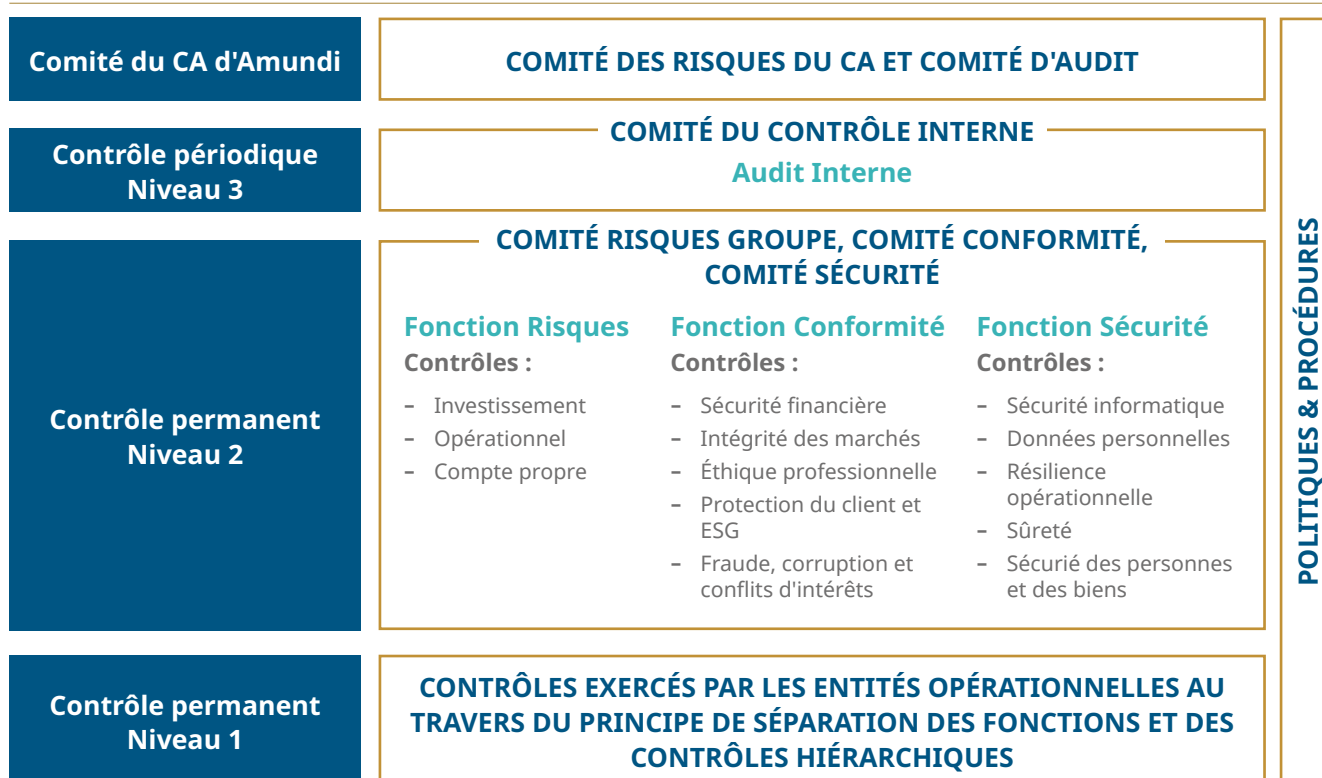 Comité du CA d'Amundi
COMITÉ DES RISQUES DU CA ET COMITÉ D'AUDIT
Contrôle périodique
Niveau 3
COMITÉ DU CONTRÔLE INTERNE
Audit Interne
Contrôle permanent
Niveau 2
COMITÉ RISQUES GROUPE, COMITÉ CONFORMITÉ,
COMITÉ SÉCURITÉ
Fonction Risques
Contrôles :
– Investissement
– Opérationnel
– Compte propre
Fonction Conformité
Contrôles :
– Sécurité financière
– Intégrité des marchés
– Éthique professionnelle
– Protection du client et
ESG
– Fraude, corruption et
conflits d'intérêts
Fonction Sécurité
Contrôles :
– Sécurité informatique
– Données personnelles
– Résilience
opérationnelle
– Sûreté
– Sécurié des personnes
et des biens
Contrôle permanent
Niveau 1
CONTRÔLES EXERCÉS PAR LES ENTITÉS OPÉRATIONNELLES AU
TRAVERS DU PRINCIPE DE SÉPARATION DES FONCTIONS ET DES
CONTRÔLES HIÉRARCHIQUES
POLITIQUES & PROCÉDURES